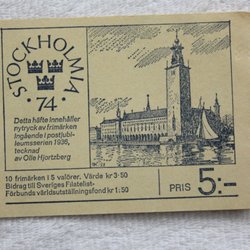 STOCKHOLMIA
·74·
Detta häfte innehåller
nytryck av frimärken
ingående i postjubi-
leumsserien 1936,
tecknad
av Olle Hjortzberg
10 frimärken i 5 valörer. Värde kr 3·50
Bidrag till Sveriges Filatelist-
Förbunds världsutställningsfond kr 1:50
PRIS 5:–